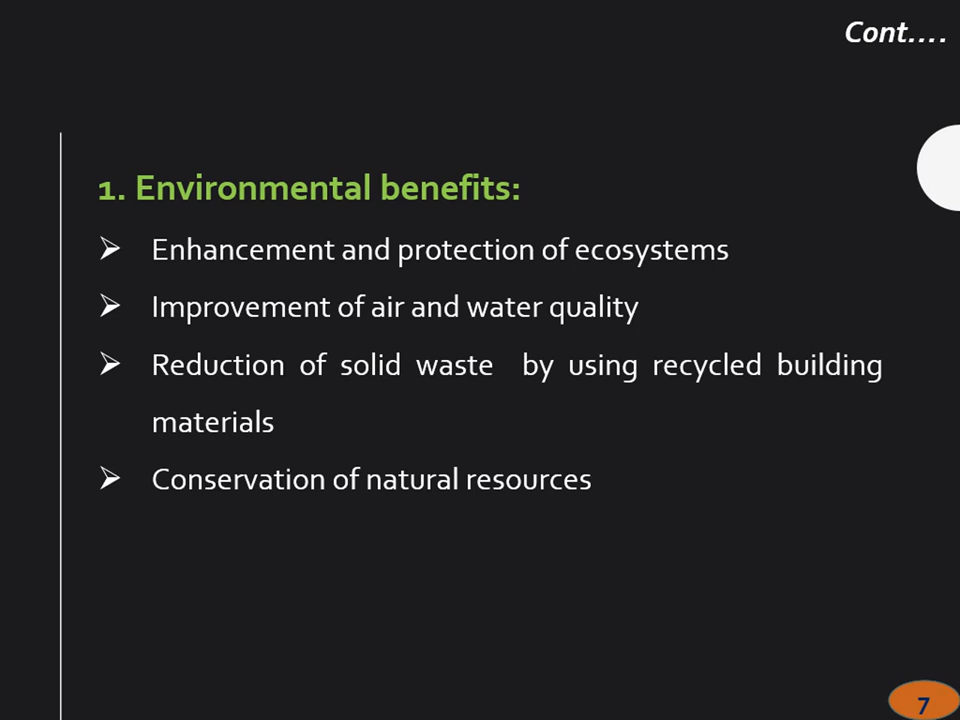 Cont....
1. Environmental benefits:
➢ Enhancement and protection of ecosystems
➢ Improvement of air and water quality
➢ Reduction of solid waste by using recycled building
materials
➢ Conservation of natural resources
7